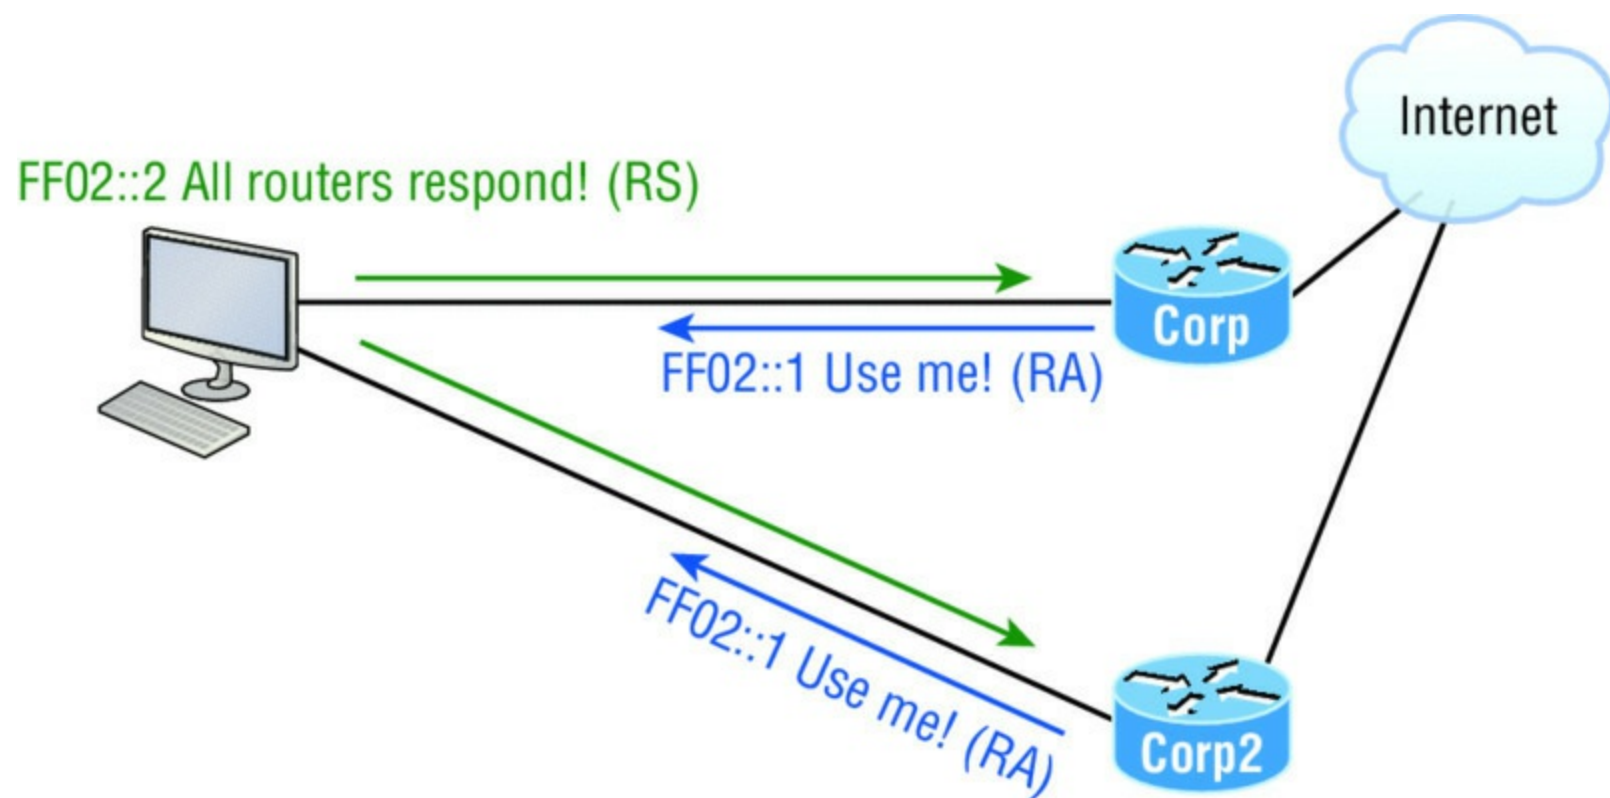 Internet
FF02::2 All routers respond! (RS)
Corp
FF02::1 Use me! (RA)
FF02::1 Use me! (RA)
Corp2